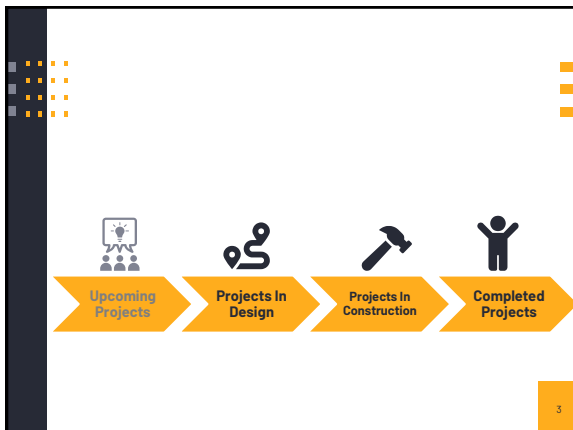 Upcoming
Projects
Projects In
Design
Projects In
Construction
Completed
Projects
3